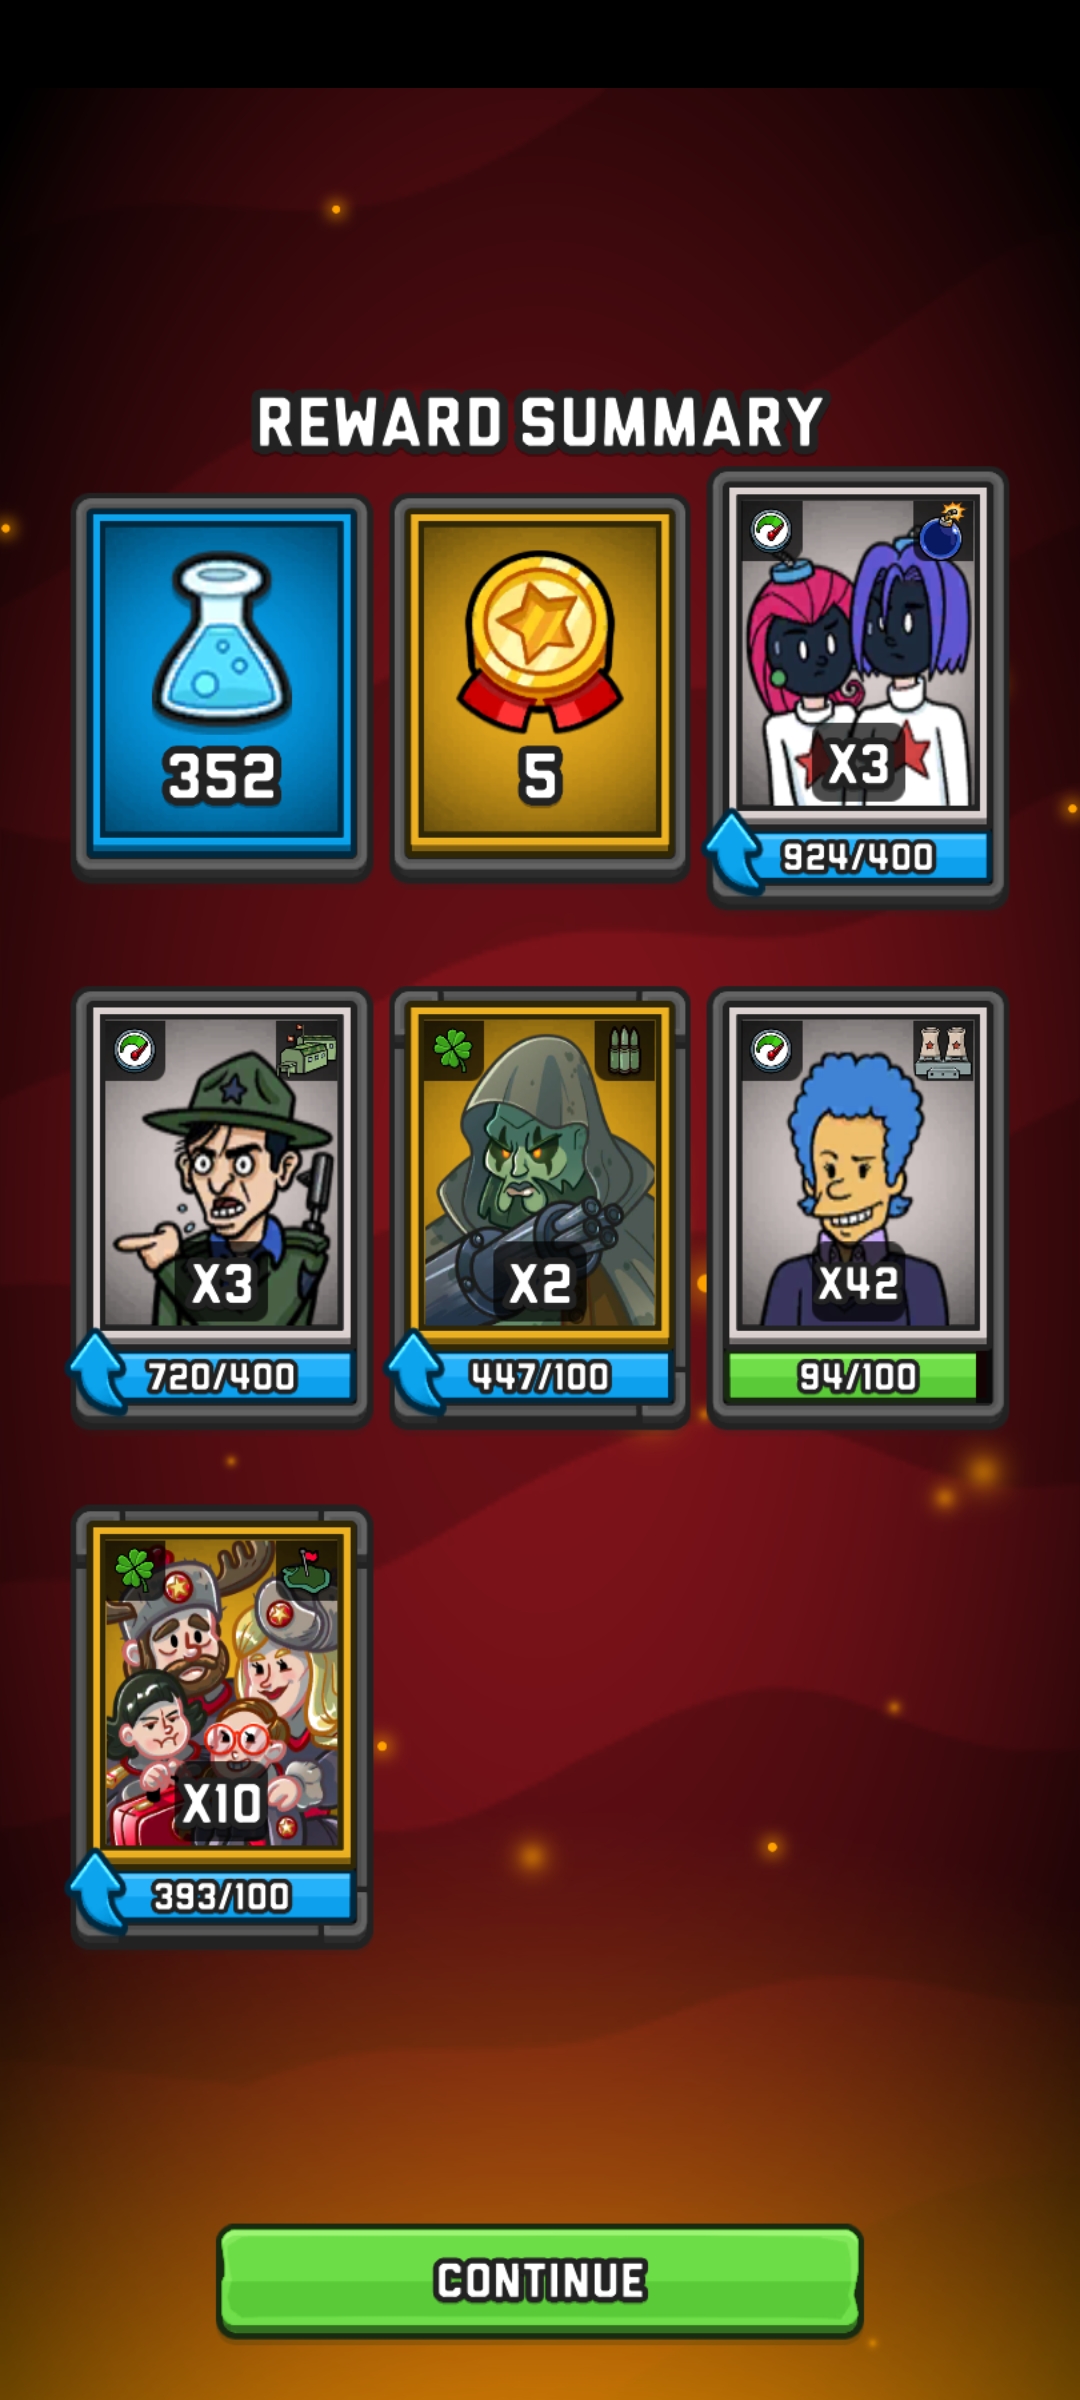 REWARD SUMMARY
352
5
X3
924/400
X3
720/400
X2
447/100
X42
94/100
X10
393/100
CONTINUE